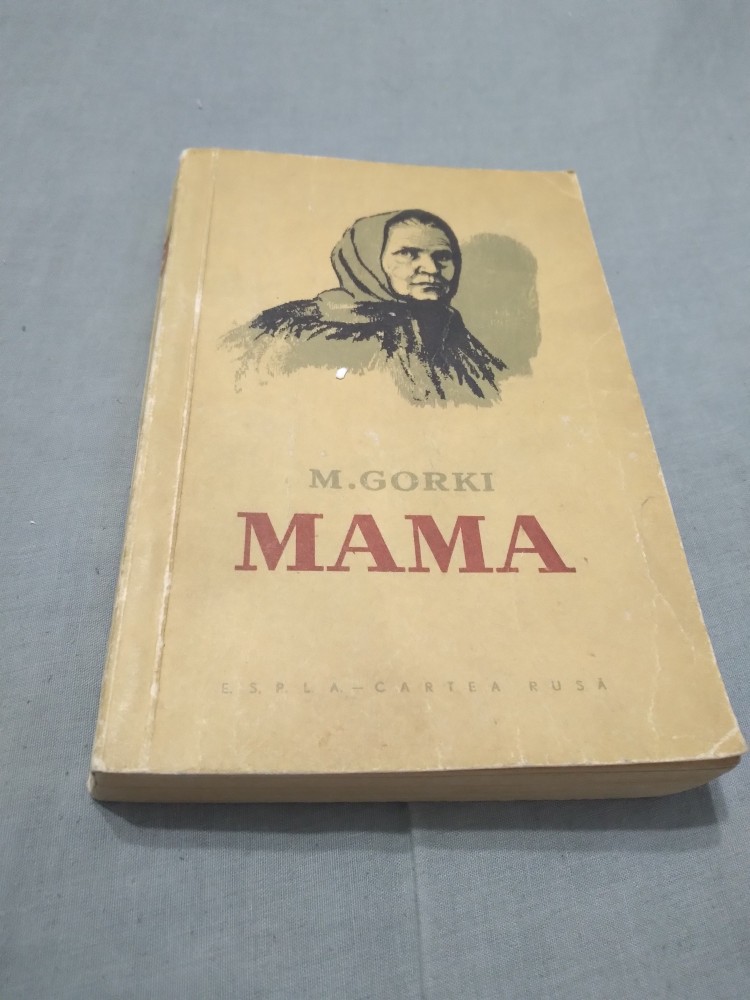 M. GORKI
MAMA
E. S. P. L. A. – CARTEA RUSĂ